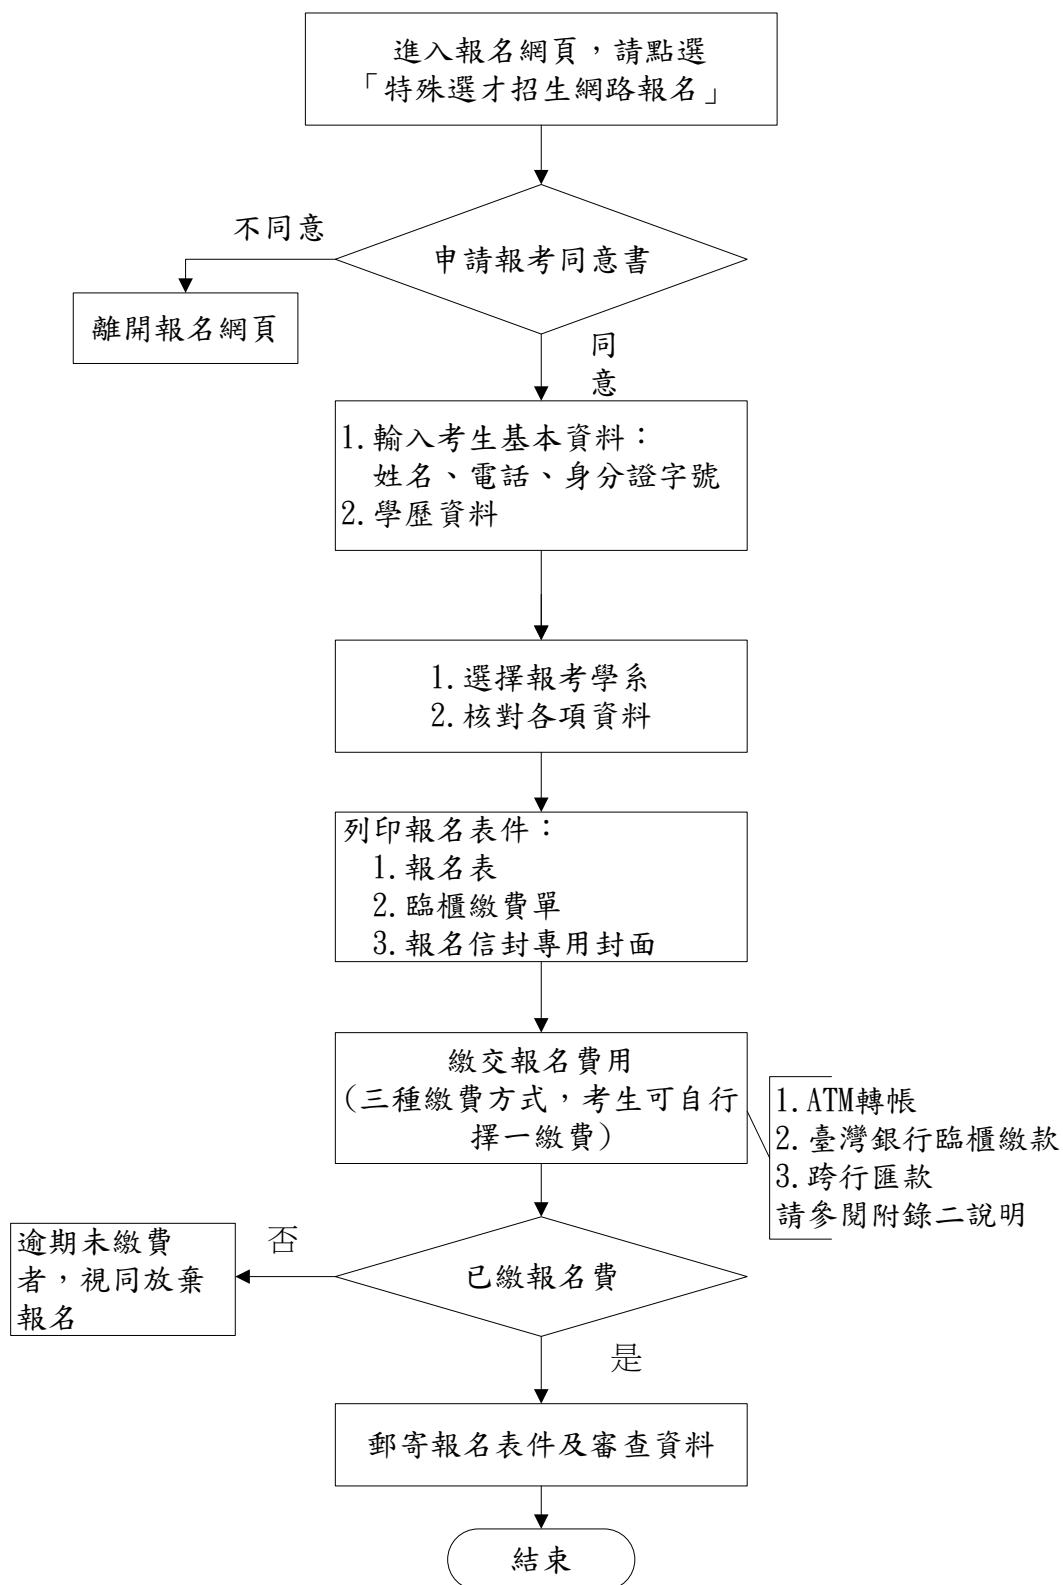 進入報名網頁，請點選
「特殊選才招生網路報名」
不同意
申請報考同意書
離開報名網頁
同
意
1.輸入考生基本資料：
姓名、電話、身分證字號
2.學歷資料
1.選擇報考學系
2.核對各項資料
列印報名表件：
1.報名表
2.臨櫃繳費單
3.報名信封專用封面
繳交報名費用
(三種繳費方式，考生可自行
擇一繳費)
1.ATM轉帳
2.臺灣銀行臨櫃繳款
3.跨行匯款
請參閱附錄二說明
否
逾期未繳費
者，視同放棄
報名
已繳報名費
是
郵寄報名表件及審查資料
結束